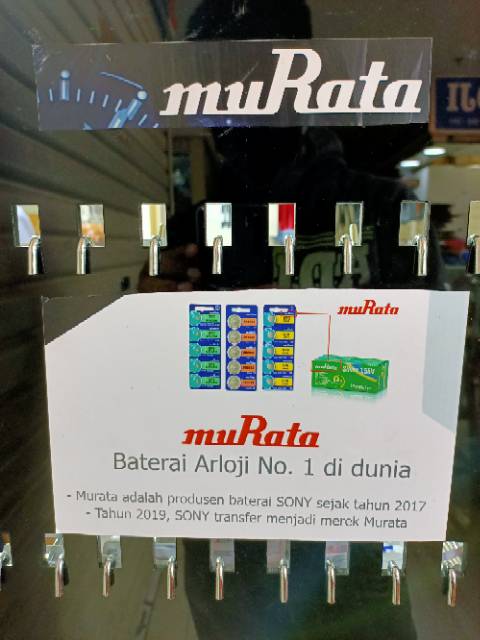 muRata
muRata
muRata
muRata
Baterai Arloji No. 1 di dunia
- Murata adalah produsen baterai SONY sejak tahun 2017
- Tahun 2019, SONY transfer menjadi merek Murata